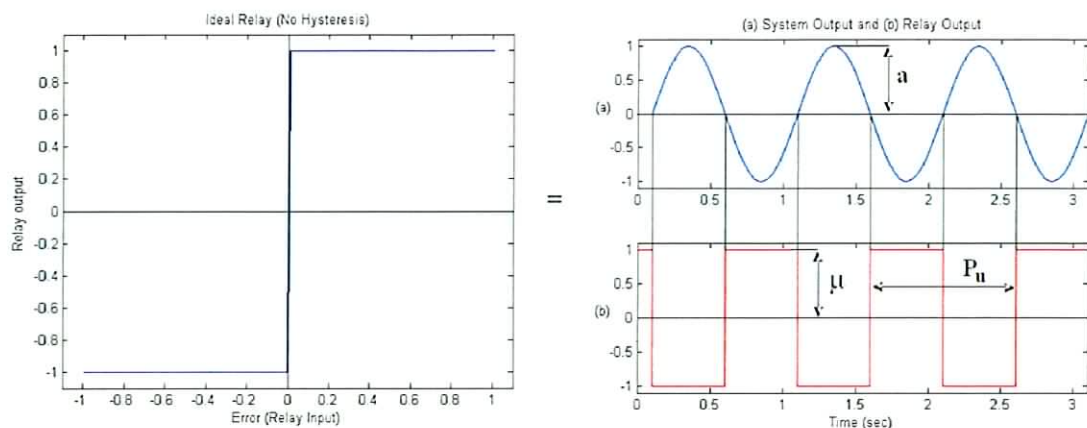 Ideal Relay (No Hysteresis)
1
0.8
0.6
0.4
0.2
0
-0.2
-0.4
-0.6
-0.8
-1
Relay output
-1 -0.8 -0.6 -0.4 -0.2 0 0.2 0.4 0.6 0.8 1
Error (Relay Input)
=
(a) System Output and (b) Relay Output
1
0.5
(a) 0
-0.5
-1
a
0 0.5 1 1.5 2 2.5 3
1
0.5
(b) 0
-0.5
-1
μ
Pu
0 0.5 1 1.5 2 2.5 3
Time (sec)